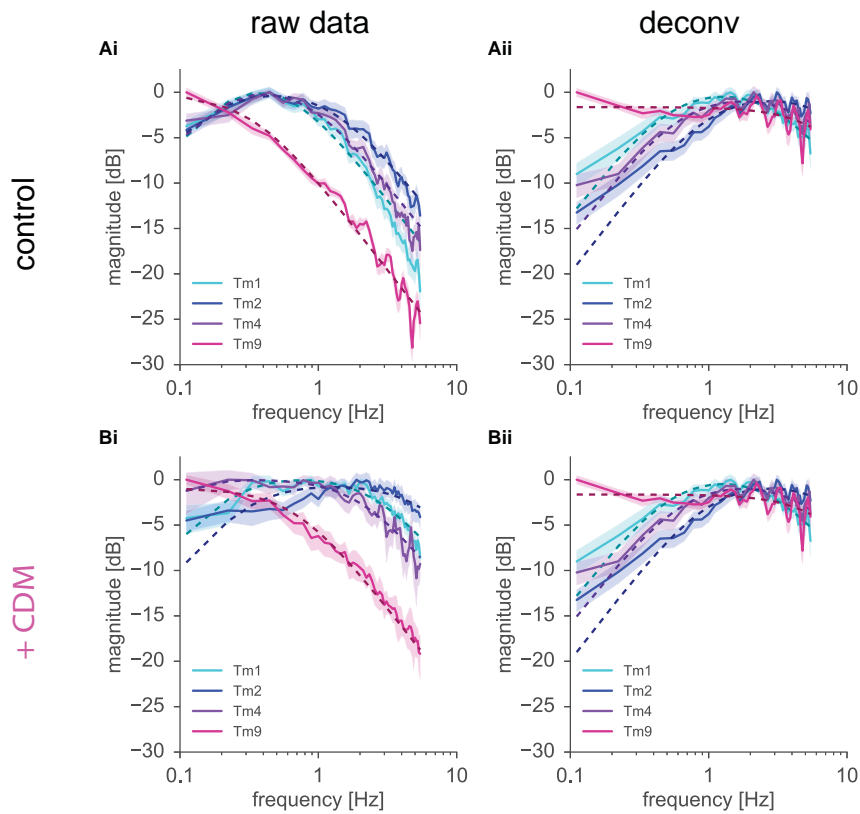 raw data
deconv
control
+ CDM
Ai
magnitude [dB]
0
−5
−10
−15
−20
−25
−30
Tm1
Tm2
Tm4
Tm9
0.1
1
10
frequency [Hz]
Aii
magnitude [dB]
0
−5
−10
−15
−20
−25
−30
Tm1
Tm2
Tm4
Tm9
0.1
1
10
frequency [Hz]
Bi
magnitude [dB]
0
−5
−10
−15
−20
−25
−30
Tm1
Tm2
Tm4
Tm9
0.1
1
10
frequency [Hz]
Bii
magnitude [dB]
0
−5
−10
−15
−20
−25
−30
Tm1
Tm2
Tm4
Tm9
0.1
1
10
frequency [Hz]